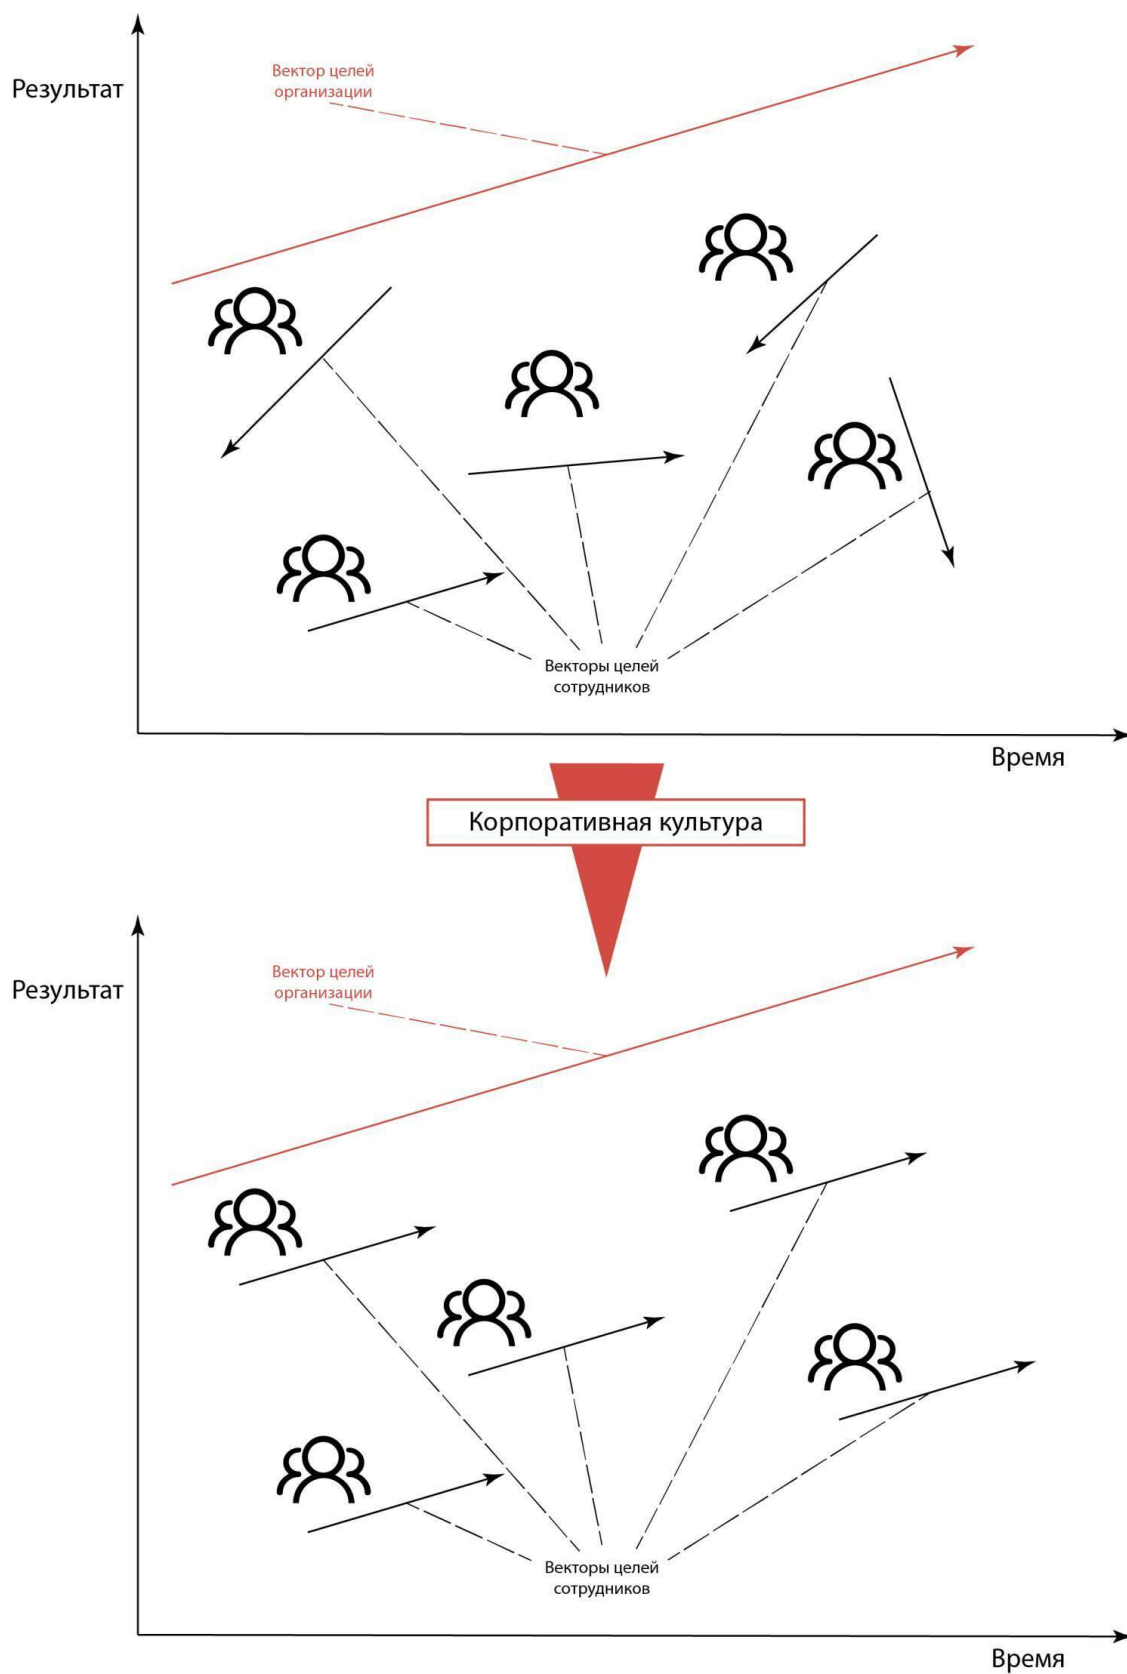 Результат
Вектор целей
организации
Векторы целей
сотрудников
Время
Корпоративная культура
Результат
Вектор целей
организации
Векторы целей
сотрудников
Время